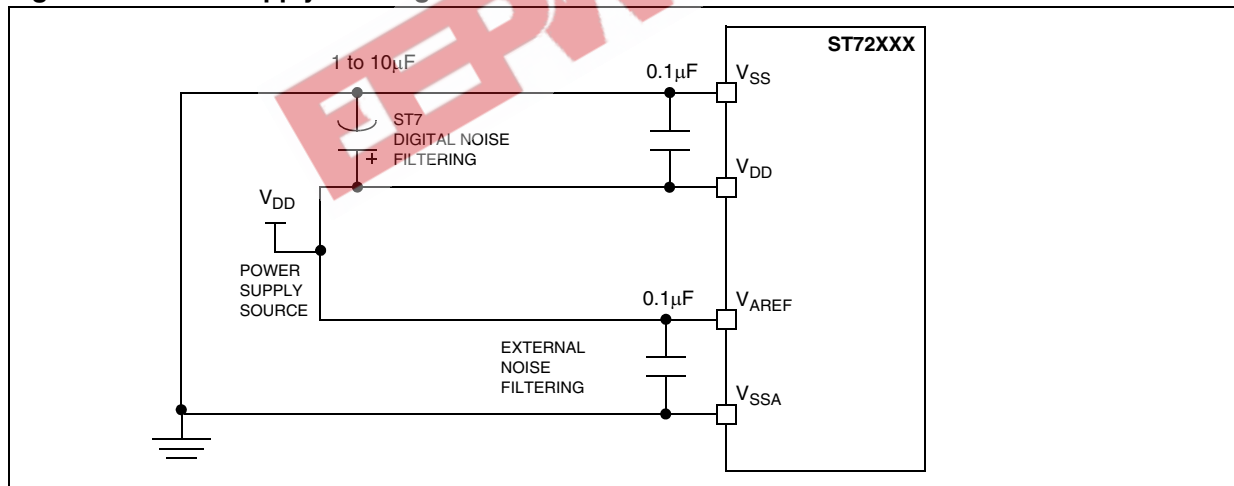 ST72XXX
1 to 10µF
0.1µF
VSS
ST7
DIGITAL NOISE
FILTERING
+
VDD
VDD
POWER
SUPPLY
SOURCE
0.1µF
VAREF
EXTERNAL
NOISE
FILTERING
VSSA